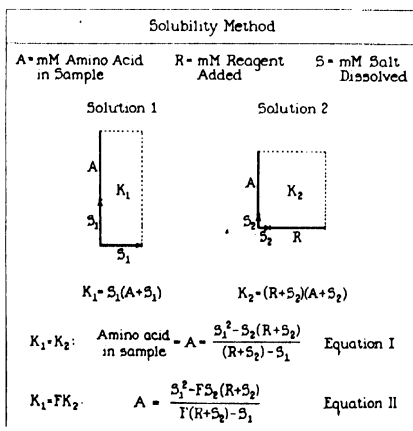 Solubility Method
A = mM Amino Acid in Sample
R = mM Reagent Added
S = mM Salt Dissolved
Solution 1
Solution 2
A
K₁
S₁
S₁
A
K₂
S₂
S₂
R
K₁ = S₁(A+S₁)
K₂ = (R+S₂)(A+S₂)
K₁ = K₂: Amino acid in sample = A = (S₁² - S₂(R+S₂)) / ((R+S₂) - S₁) Equation I
K₁ = FK₂: A = (S₁² - FS₂(R+S₂)) / (F(R+S₂) - S₁) Equation II